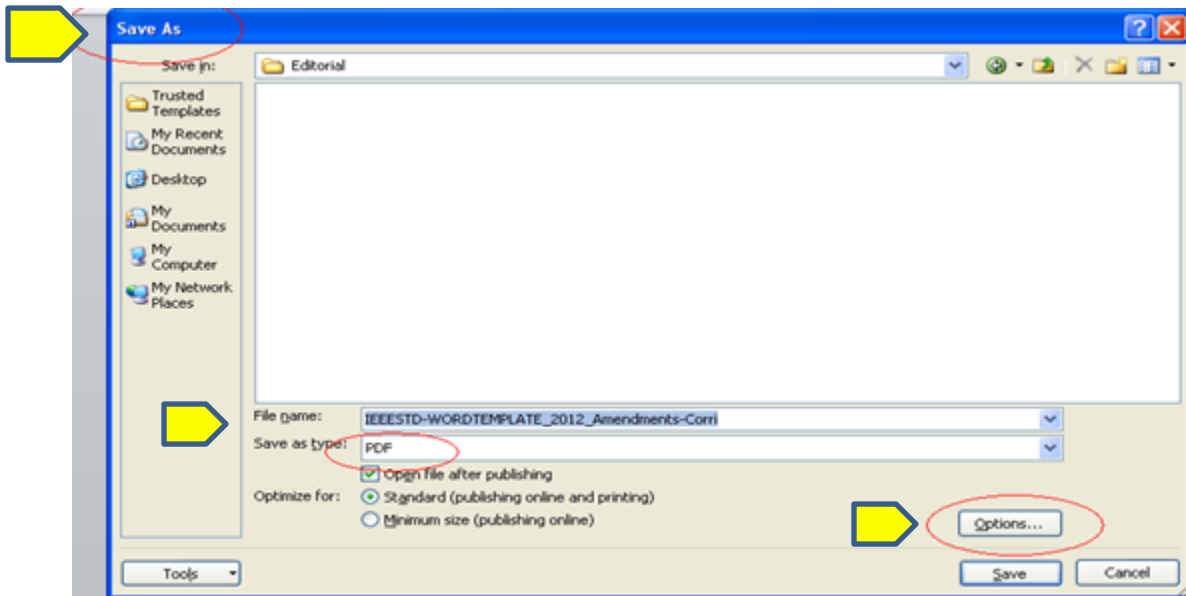 Save As
Save in:
Editorial
Trusted
Templates
My Recent
Documents
Desktop
My
Documents
My
Computer
My Network
Places
File name:
IEEESTD-WORDTEMPLATE_2012_Amendments-Corri
Save as type:
PDF
Open file after publishing
Optimize for:
Standard (publishing online and printing)
Minimum size (publishing online)
Options...
Tools
Save
Cancel